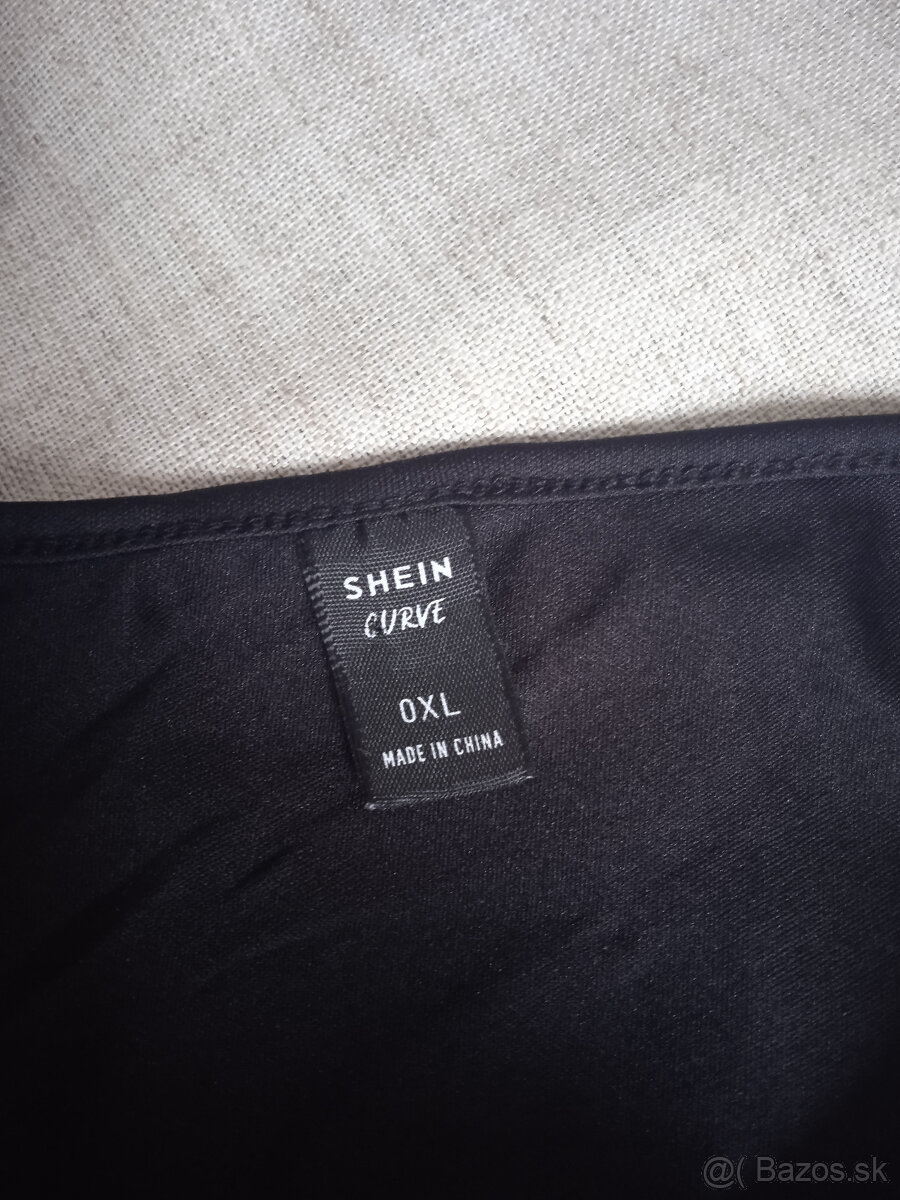 SHEIN
CURVE
0XL
MADE IN CHINA
@( Bazos.sk